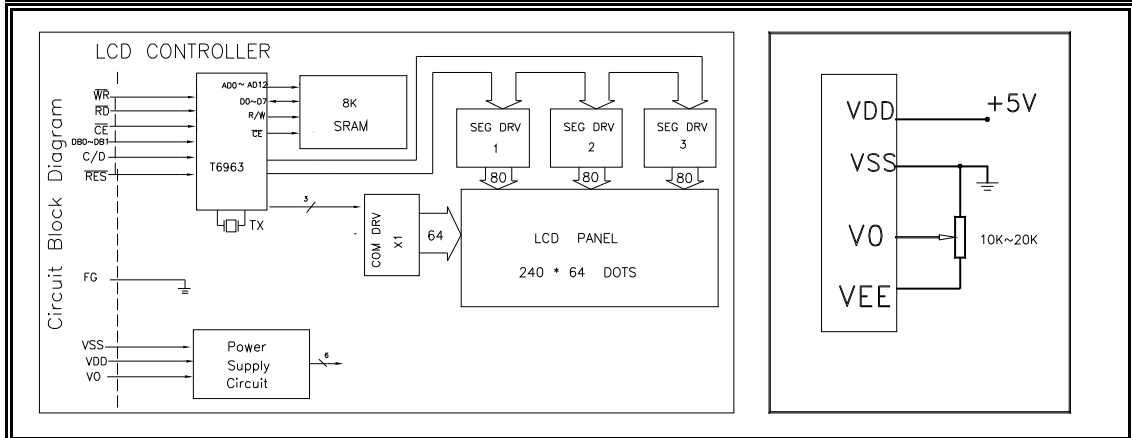 LCD CONTROLLER
Circuit Block Diagram
WR
RD
CE
DB0~DB1
C/D
RES
T6963
AD0~ AD12
D0~D7
R/W
CE
8K
SRAM
TX
3
SEG DRV
1
SEG DRV
2
SEG DRV
3
80
80
80
COM DRV
X1
64
LCD PANEL
240 * 64 DOTS
FG
VSS
VDD
VO
Power
Supply
Circuit
6
VDD
+5V
VSS
VO
10K~20K
VEE